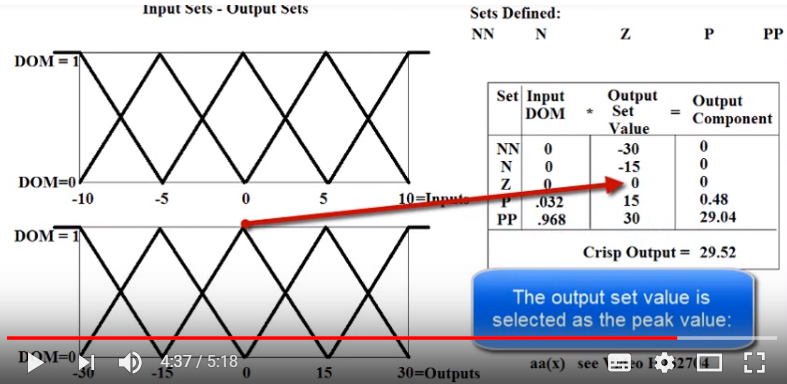 Input Sets - Output Sets
Sets Defined:
NN N Z P PP
DOM = 1
DOM=0
-10 -5 0 5 10=Inputs
DOM = 1
DOM=0
-30 -15 0 15 30=Outputs
Set Input DOM * Output Set Value = Output Component
NN 0 -30 0
N 0 -15 0
Z 0 0 0
P .032 15 0.48
PP .968 30 29.04
Crisp Output = 29.52
The output set value is
selected as the peak value:
4:37 / 5:18
aa(x) see